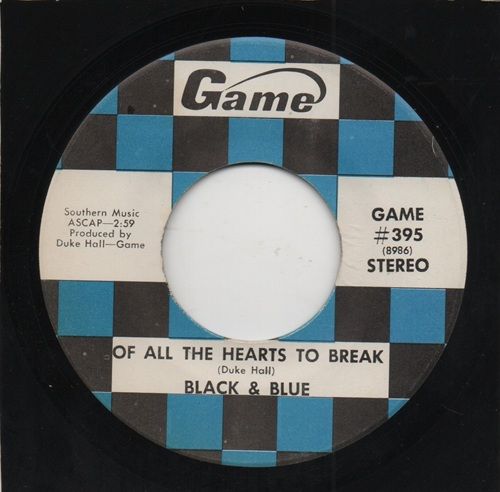 Game
Southern Music
ASCAP—2:59
Produced by
Duke Hall—Game
GAME
#395
(8986)
STEREO
OF ALL THE HEARTS TO BREAK
(Duke Hall)
BLACK & BLUE